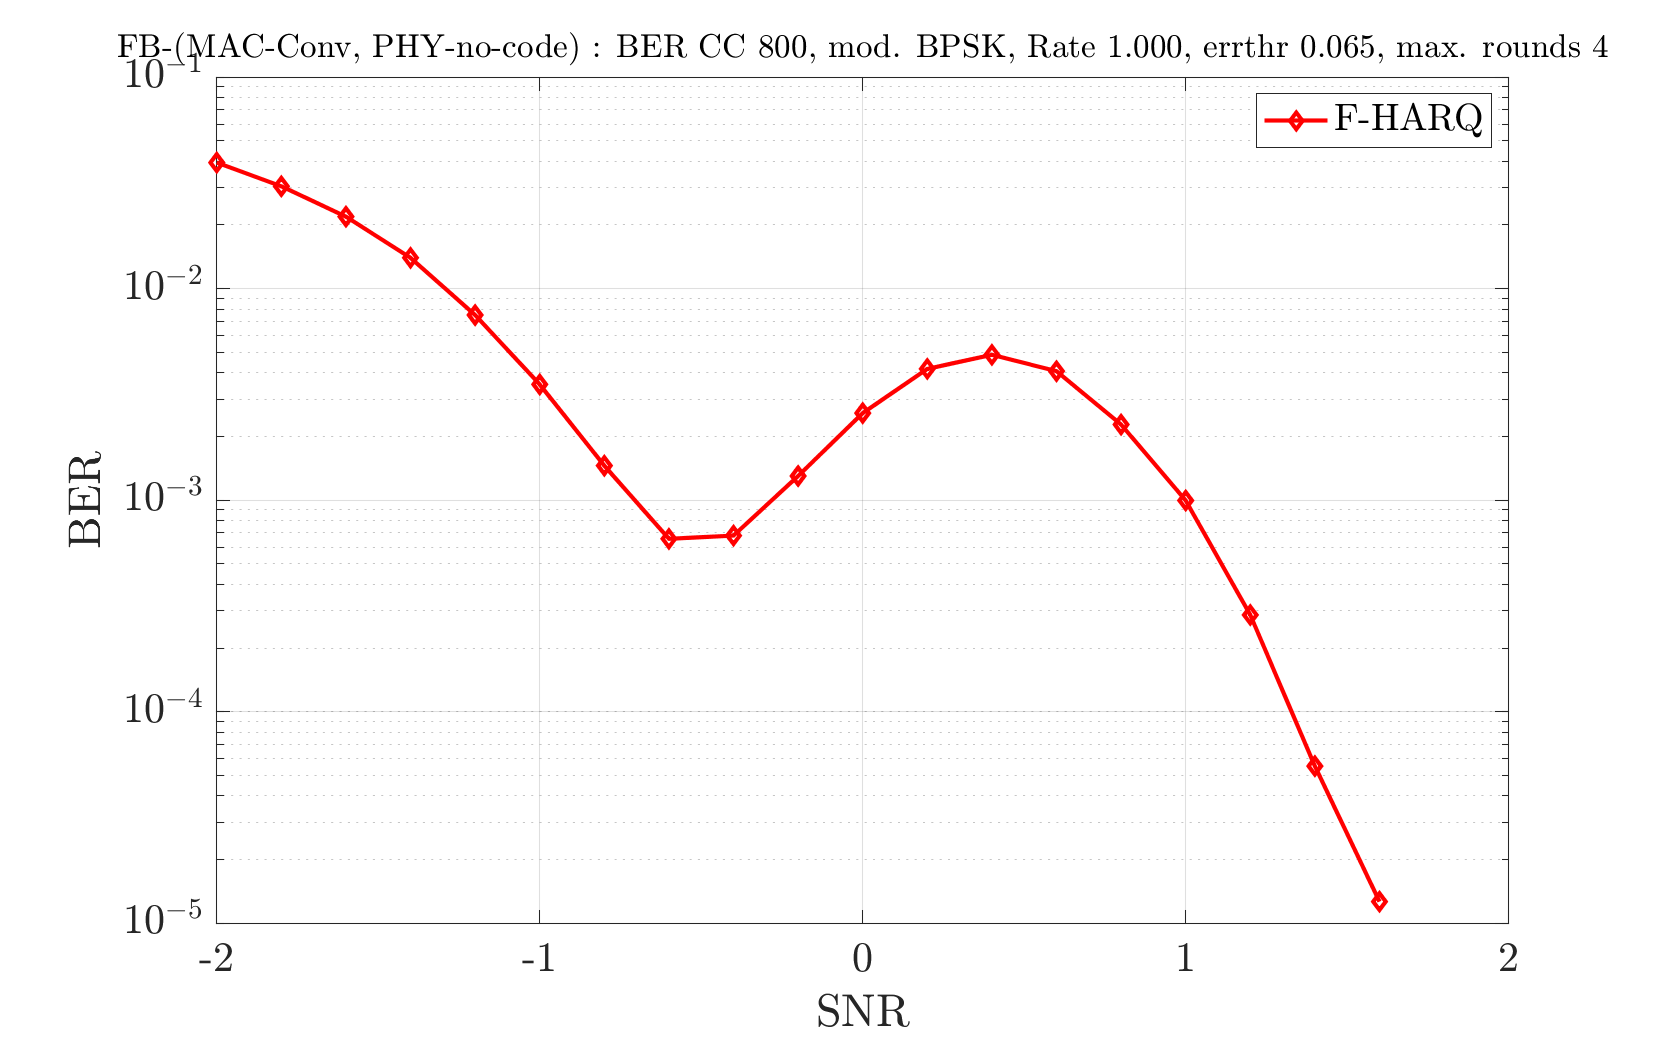 FB-(MAC-Conv, PHY-no-code) : BER CC 800, mod. BPSK, Rate 1.000, errthr 0.065, max. rounds 4
10^{-1}
F-HARQ
10^{-2}
10^{-3}
BER
10^{-4}
10^{-5}
-2 -1 0 1 2
SNR